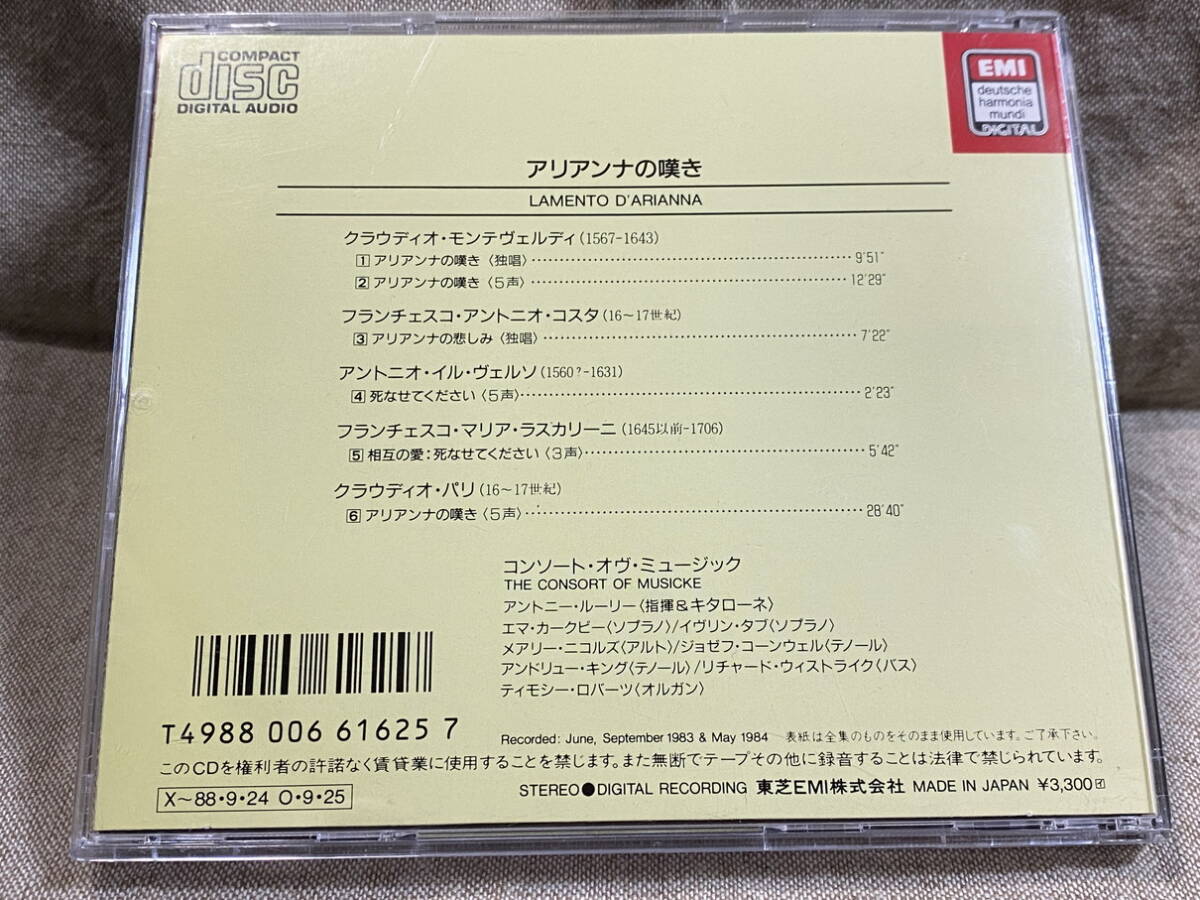 COMPACT
disc
DIGITAL AUDIO
EMI
deutsche
harmonia
mundi
DIGITAL
アリアンナの嘆き
LAMENTO D'ARIANNA
クラウディオ・モンテヴェルディ(1567-1643)
1 アリアンナの嘆き〈独唱〉 9'51"
2 アリアンナの嘆き〈5声〉 12'29"
フランチェスコ・アントニオ・コスタ(16〜17世紀)
3 アリアンナの悲しみ〈独唱〉 7'22"
アントニオ・イル・ヴェルソ(1560?-1631)
4 死なせてください〈5声〉 2'23"
フランチェスコ・マリア・ラスカリーニ(1645以前-1706)
5 相互の愛:死なせてください〈3声〉 5'42"
クラウディオ・パリ(16〜17世紀)
6 アリアンナの嘆き〈5声〉 28'40"
コンソート・オヴ・ミュージック
THE CONSORT OF MUSICKE
アントニー・ルーリー〈指揮&キタローネ〉
エマ・カークビー〈ソプラノ〉/イヴリン・タブ〈ソプラノ〉
メアリー・ニコルズ〈アルト〉/ジョゼフ・コーンウェル〈テノール〉
アンドリュー・キング〈テノール〉/リチャード・ウィストライク〈バス〉
ティモシー・ロバーツ〈オルガン〉
T4988 006 61625 7
Recorded: June, September 1983 & May 1984 表紙は全集のものをそのまま使用しています。ご了承下さい。
このCDを権利者の許諾なく賃貸業に使用することを禁じます。また無断でテープその他に録音することは法律で禁じられています。
X〜88・9・24 O・9・25
STEREO●DIGITAL RECORDING 東芝EMI株式会社 MADE IN JAPAN ¥3,300